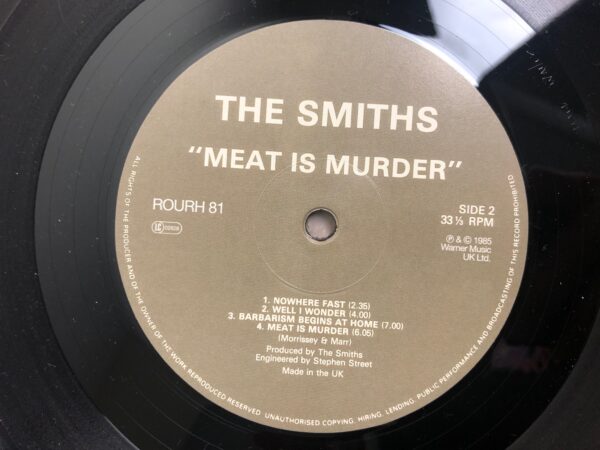 THE SMITHS
"MEAT IS MURDER"
ROURH 81
LC
SIDE 2
33 ⅓ RPM
Ⓟ & © 1985
Warner Music
UK Ltd.
1. NOWHERE FAST (2.35)
2. WELL I WONDER (4.00)
3. BARBARISM BEGINS AT HOME (7.00)
4. MEAT IS MURDER (6.05)
(Morrissey & Marr)
Produced by The Smiths
Engineered by Stephen Street
Made in the UK
ALL RIGHTS OF THE PRODUCER AND OF THE OWNER OF THE WORK REPRODUCED RESERVED. UNAUTHORISED COPYING, HIRING, LENDING, PUBLIC PERFORMANCE AND BROADCASTING OF THIS RECORD PROHIBITED